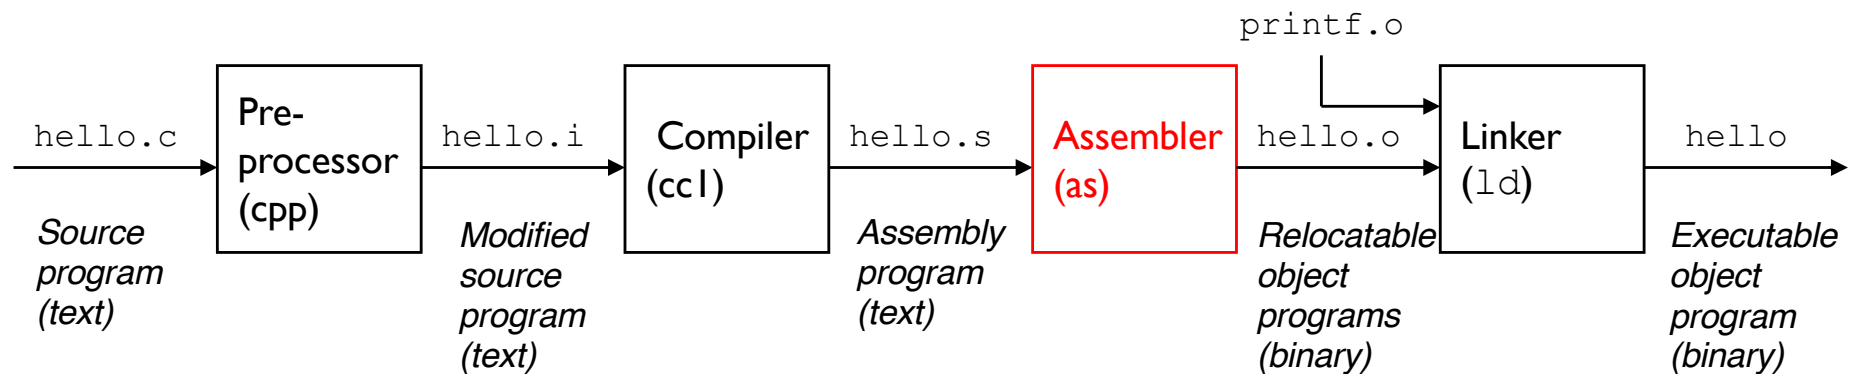 printf.o
hello.c
Pre-
processor
(cpp)
hello.i
Compiler
(cc1)
hello.s
Assembler
(as)
hello.o
Linker
(ld)
hello
Source
program
(text)
Modified
source
program
(text)
Assembly
program
(text)
Relocatable
object
programs
(binary)
Executable
object
program
(binary)